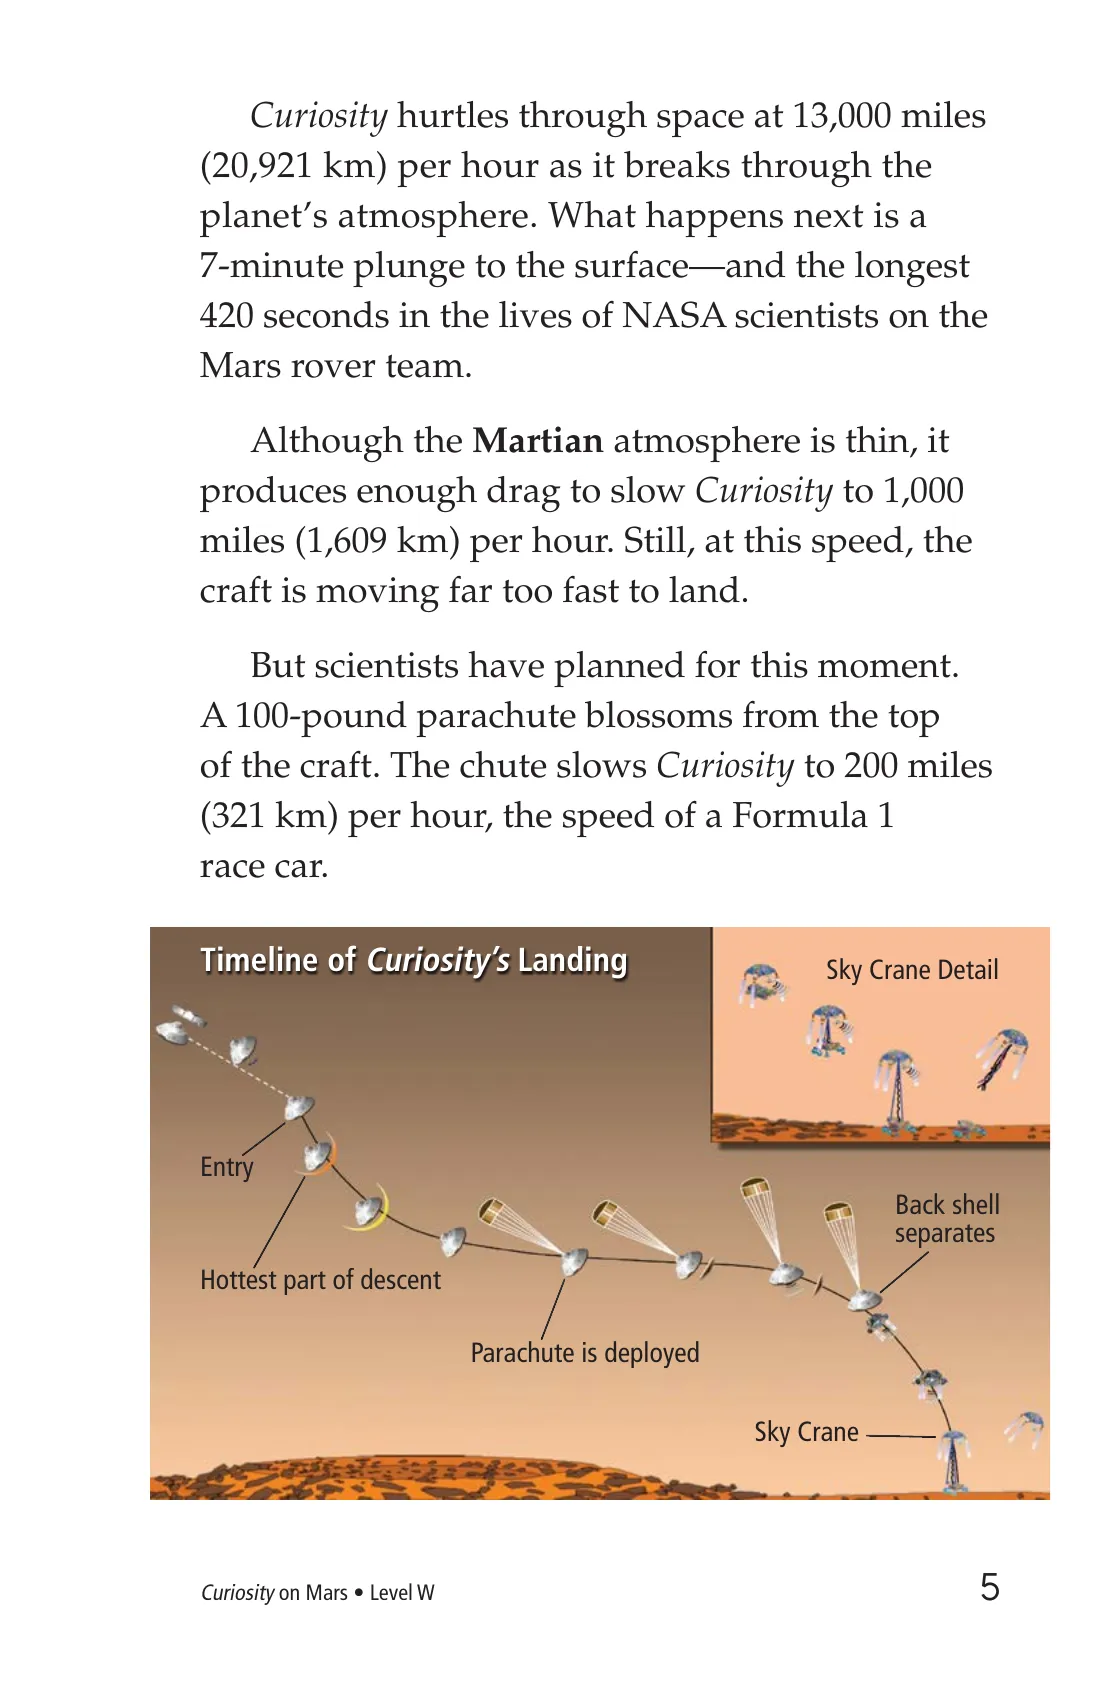 Curiosity hurtles through space at 13,000 miles
(20,921 km) per hour as it breaks through the
planet’s atmosphere. What happens next is a
7-minute plunge to the surface—and the longest
420 seconds in the lives of NASA scientists on the
Mars rover team.
Although the Martian atmosphere is thin, it
produces enough drag to slow Curiosity to 1,000
miles (1,609 km) per hour. Still, at this speed, the
craft is moving far too fast to land.
But scientists have planned for this moment.
A 100-pound parachute blossoms from the top
of the craft. The chute slows Curiosity to 200 miles
(321 km) per hour, the speed of a Formula 1
race car.
Timeline of Curiosity’s Landing
Sky Crane Detail
Entry
Hottest part of descent
Parachute is deployed
Back shell
separates
Sky Crane
Curiosity on Mars • Level W
5